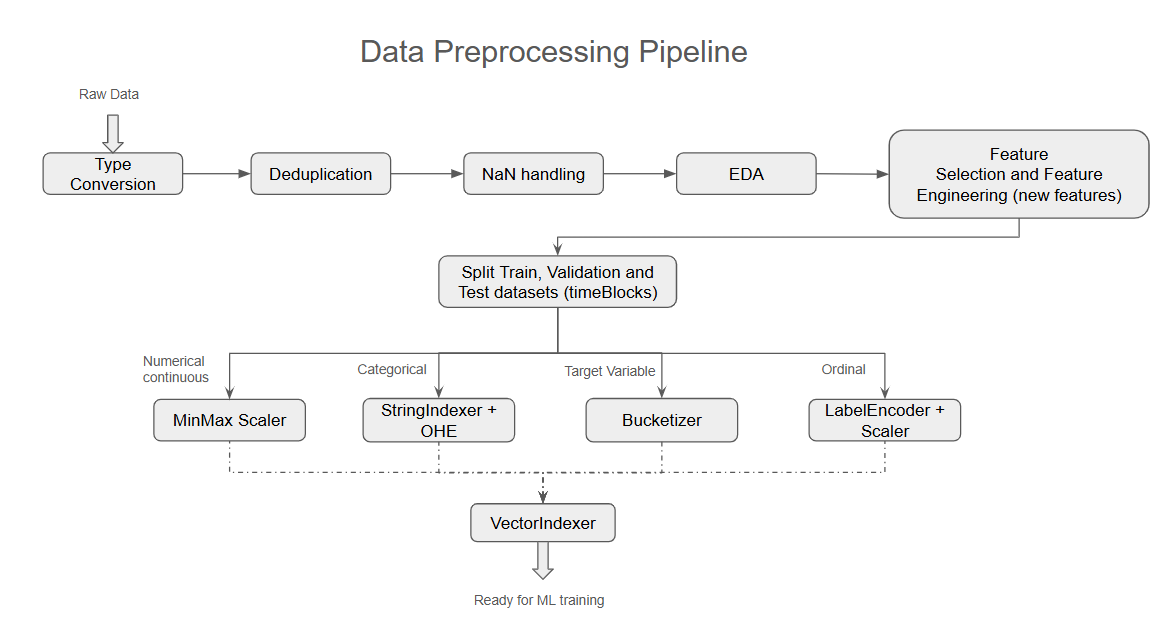 Data Preprocessing Pipeline
Raw Data
Type
Conversion
Deduplication
NaN handling
EDA
Feature
Selection and Feature
Engineering (new features)
Split Train, Validation and
Test datasets (timeBlocks)
Numerical
continuous
Categorical
Target Variable
Ordinal
MinMax Scaler
StringIndexer +
OHE
Bucketizer
LabelEncoder +
Scaler
VectorIndexer
Ready for ML training